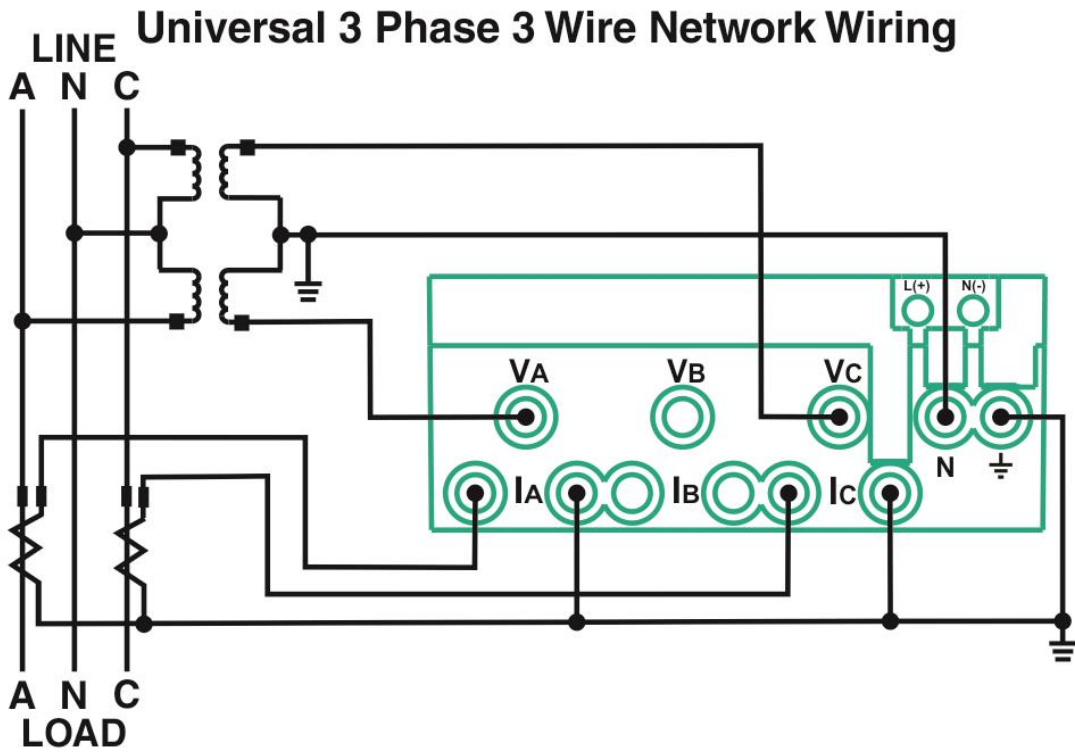 Universal 3 Phase 3 Wire Network Wiring
LINE
A N C
L(+) N(-)
VA VB VC
N
IA IB IC
A N C
LOAD